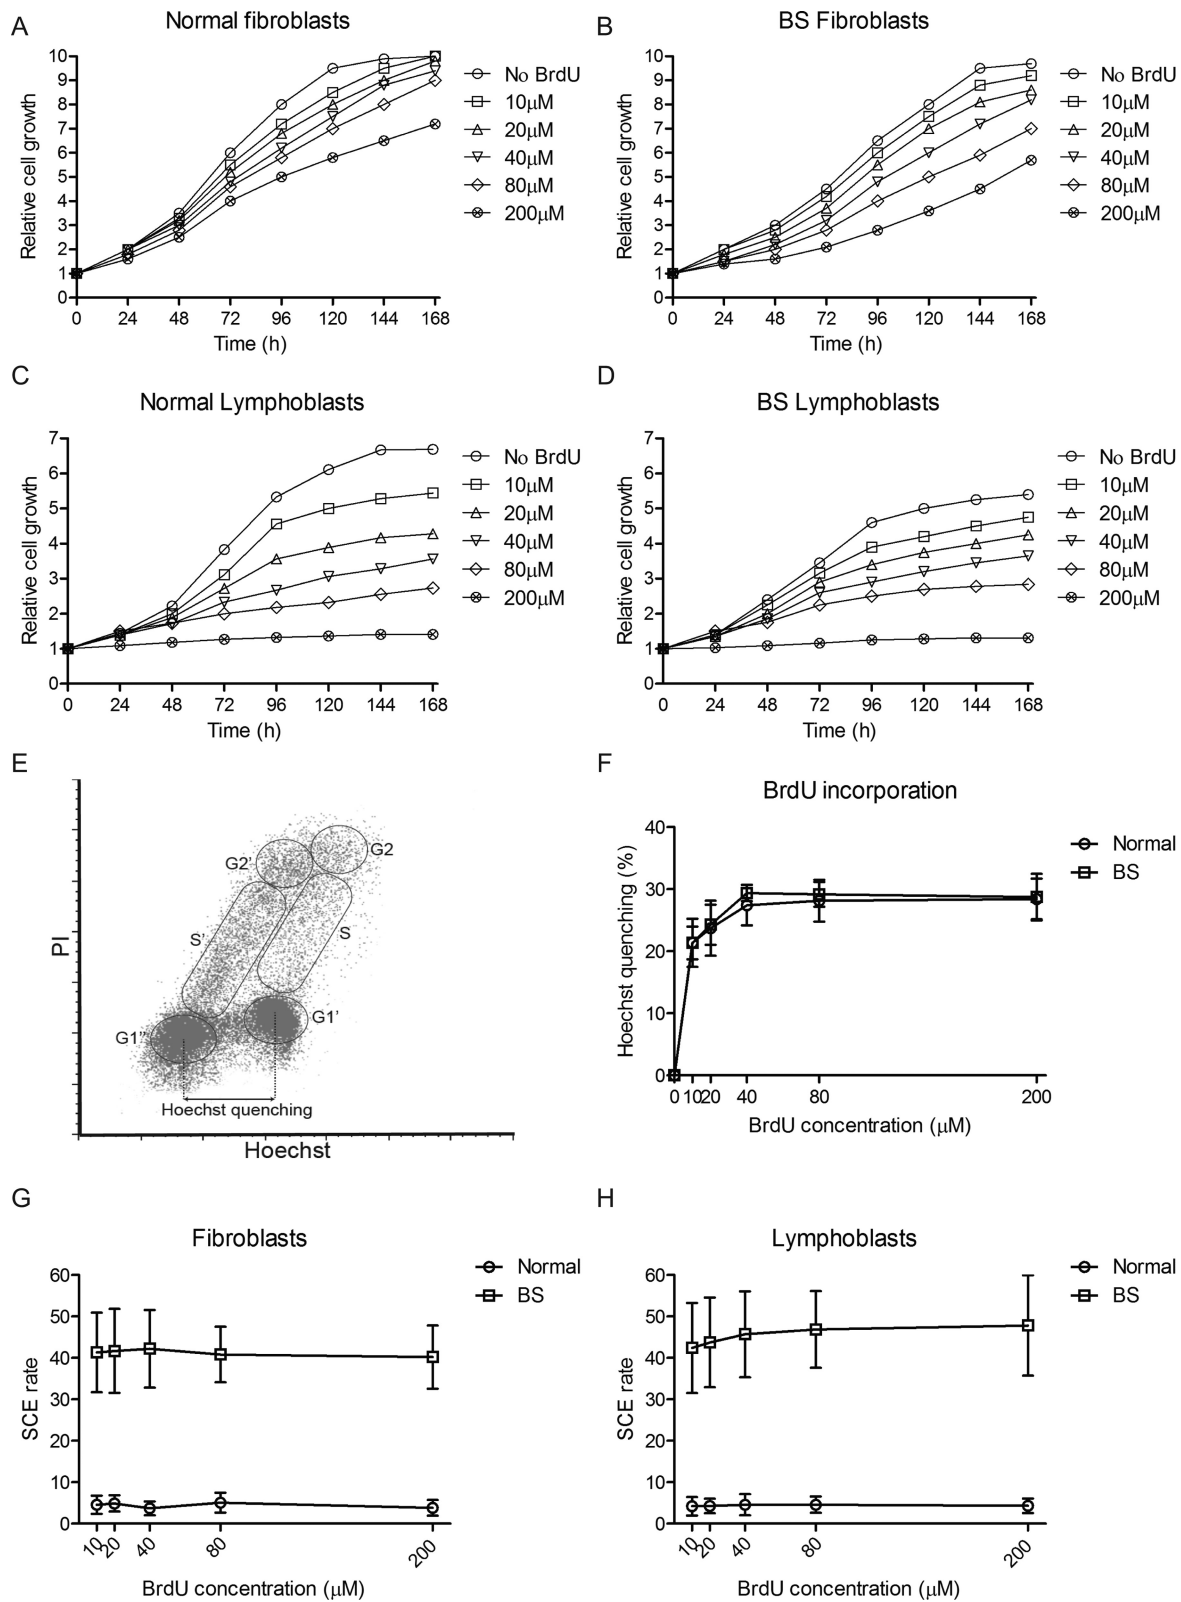 A
Normal fibroblasts
Relative cell growth
10
9
8
7
6
5
4
3
2
1
0
0 24 48 72 96 120 144 168
Time (h)
No BrdU
10μM
20μM
40μM
80μM
200μM
B
BS Fibroblasts
Relative cell growth
10
9
8
7
6
5
4
3
2
1
0
0 24 48 72 96 120 144 168
Time (h)
No BrdU
10μM
20μM
40μM
80μM
200μM
C
Normal Lymphoblasts
Relative cell growth
7
6
5
4
3
2
1
0
0 24 48 72 96 120 144 168
Time (h)
No BrdU
10μM
20μM
40μM
80μM
200μM
D
BS Lymphoblasts
Relative cell growth
7
6
5
4
3
2
1
0
0 24 48 72 96 120 144 168
Time (h)
No BrdU
10μM
20μM
40μM
80μM
200μM
E
PI
G2'
G2
S'
S
G1''
G1'
Hoechst quenching
Hoechst
F
BrdU incorporation
Hoechst quenching (%)
40
30
20
10
0
0 10 20 40 80 200
BrdU concentration (μM)
Normal
BS
G
Fibroblasts
SCE rate
60
50
40
30
20
10
0
10 20 40 80 200
BrdU concentration (μM)
Normal
BS
H
Lymphoblasts
SCE rate
60
50
40
30
20
10
0
10 20 40 80 200
BrdU concentration (μM)
Normal
BS